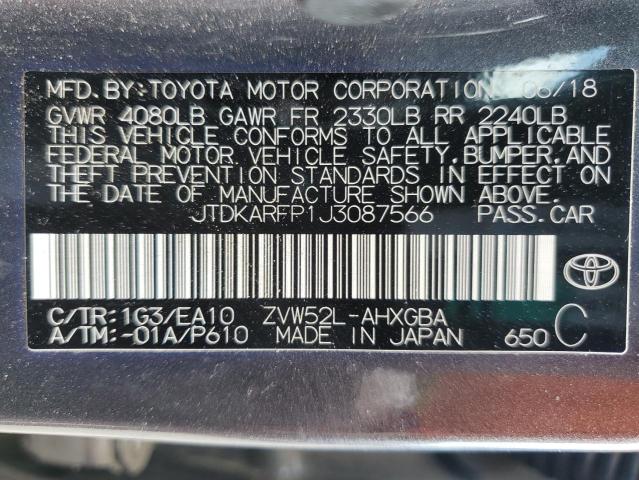 MFD. BY: TOYOTA MOTOR CORPORATION 08/18
GVWR 4080LB GAWR FR 2330LB RR 2240LB
THIS VEHICLE CONFORMS TO ALL APPLICABLE
FEDERAL MOTOR VEHICLE SAFETY, BUMPER, AND
THEFT PREVENTION STANDARDS IN EFFECT ON
THE DATE OF MANUFACTURE SHOWN ABOVE.
JTDKARFP1J3087566 PASS.CAR
C/TR:1G3/EA10 ZVW52L-AHXGBA
A/TM:-01A/P610 MADE IN JAPAN 650 C